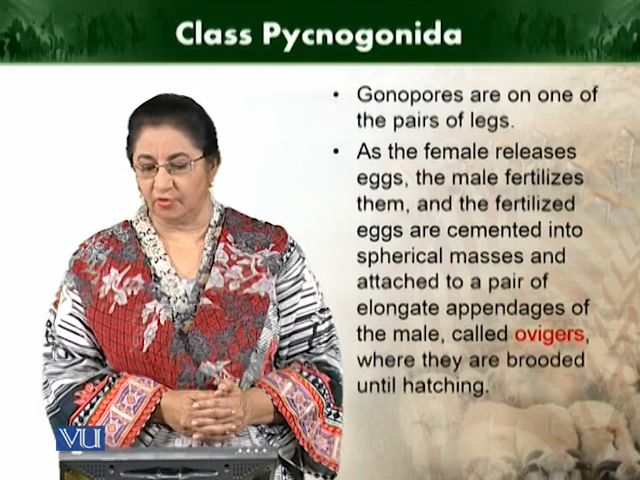 Class Pycnogonida
• Gonopores are on one of
the pairs of legs.
• As the female releases
eggs, the male fertilizes
them, and the fertilized
eggs are cemented into
spherical masses and
attached to a pair of
elongate appendages of
the male, called ovigers,
where they are brooded
until hatching.
VU